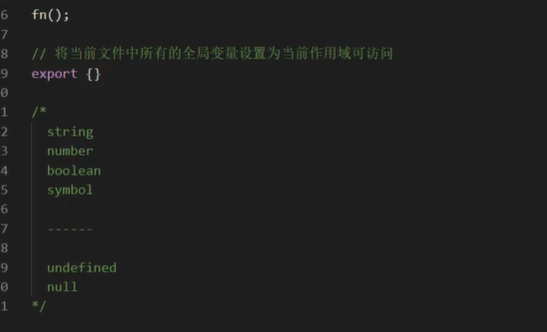 6 fn();
7
8 // 将当前文件中所有的全局变量设置为当前作用域可访问
9 export {}
0
1 /*
2 string
3 number
4 boolean
5 symbol
6
7 ------
8
9 undefined
0 null
1 */